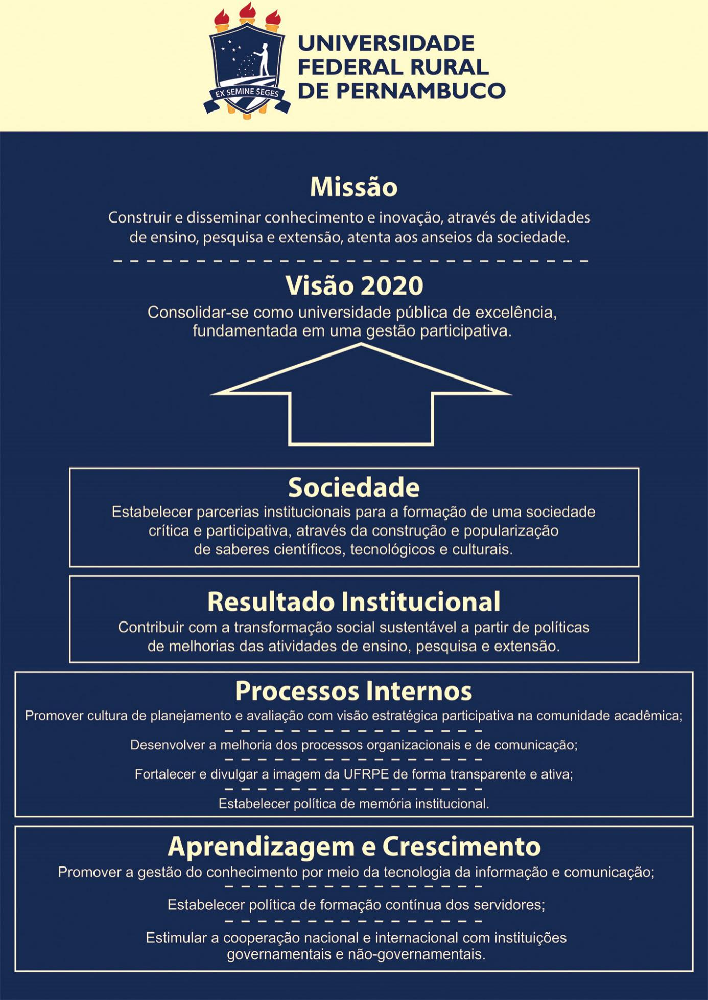 EX SEMINE SEGES
UNIVERSIDADE
FEDERAL RURAL
DE PERNAMBUCO
Missão
Construir e disseminar conhecimento e inovação, através de atividades
de ensino, pesquisa e extensão, atenta aos anseios da sociedade.
Visão 2020
Consolidar-se como universidade pública de excelência,
fundamentada em uma gestão participativa.
Sociedade
Estabelecer parcerias institucionais para a formação de uma sociedade
crítica e participativa, através da construção e popularização
de saberes científicos, tecnológicos e culturais.
Resultado Institucional
Contribuir com a transformação social sustentável a partir de políticas
de melhorias das atividades de ensino, pesquisa e extensão.
Processos Internos
Promover cultura de planejamento e avaliação com visão estratégica participativa na comunidade acadêmica;
Desenvolver a melhoria dos processos organizacionais e de comunicação;
Fortalecer e divulgar a imagem da UFRPE de forma transparente e ativa;
Estabelecer política de memória institucional.
Aprendizagem e Crescimento
Promover a gestão do conhecimento por meio da tecnologia da informação e comunicação;
Estabelecer política de formação contínua dos servidores;
Estimular a cooperação nacional e internacional com instituições
governamentais e não-governamentais.